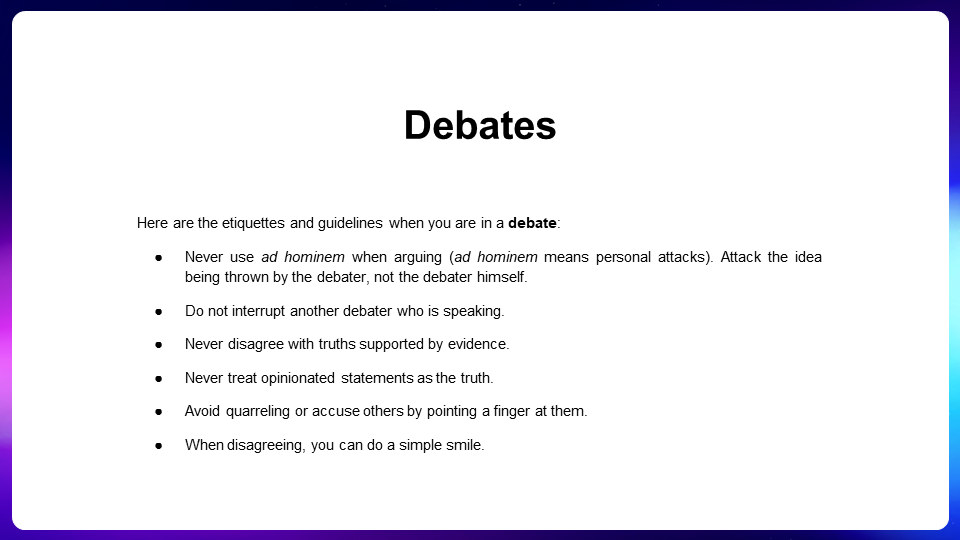 Debates
Here are the etiquettes and guidelines when you are in a debate:
● Never use ad hominem when arguing (ad hominem means personal attacks). Attack the idea
being thrown by the debater, not the debater himself.
● Do not interrupt another debater who is speaking.
● Never disagree with truths supported by evidence.
● Never treat opinionated statements as the truth.
● Avoid quarreling or accuse others by pointing a finger at them.
● When disagreeing, you can do a simple smile.